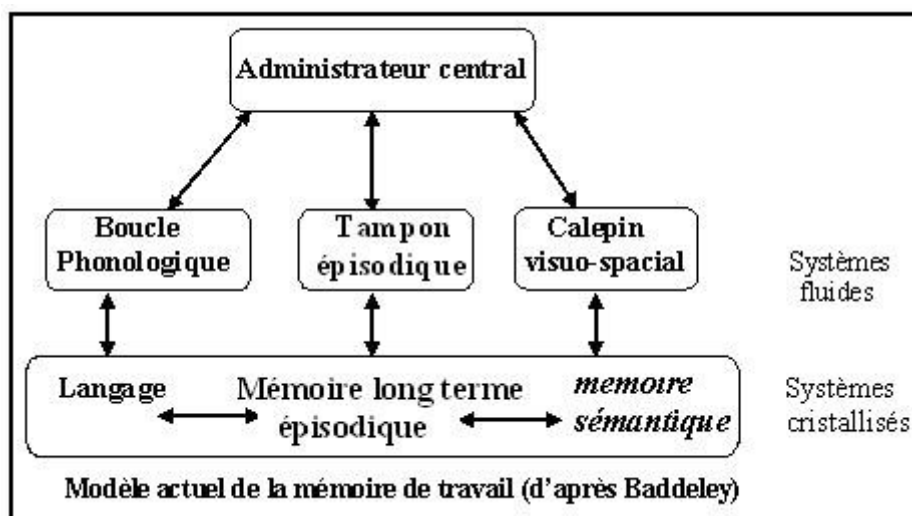 Administrateur central
Boucle
Phonologique
Tampon
épisodique
Calepin
visuo-spacial
Systèmes
fluides
Langage
Mémoire long terme
épisodique
memoire
sémantique
Systèmes
cristallisés
Modèle actuel de la mémoire de travail (d'après Baddeley)